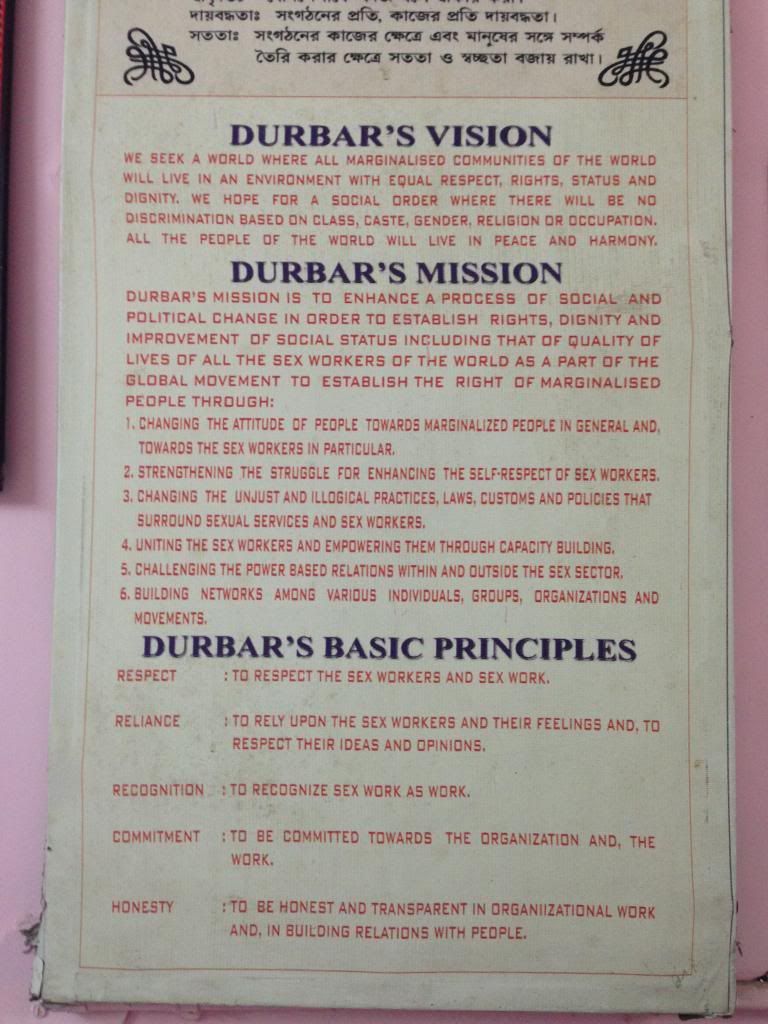 দায়বদ্ধতাঃ সংগঠনের প্রতি, কাজের প্রতি দায়বদ্ধতা।
সততাঃ সংগঠনের কাজের ক্ষেত্রে এবং মানুষের সঙ্গে সম্পর্ক
তৈরি করার ক্ষেত্রে সততা ও স্বচ্ছতা বজায় রাখা।
DURBAR'S VISION
WE SEEK A WORLD WHERE ALL MARGINALISED COMMUNITIES OF THE WORLD
WILL LIVE IN AN ENVIRONMENT WITH EQUAL RESPECT, RIGHTS, STATUS AND
DIGNITY. WE HOPE FOR A SOCIAL ORDER WHERE THERE WILL BE NO
DISCRIMINATION BASED ON CLASS, CASTE, GENDER, RELIGION OR OCCUPATION.
ALL THE PEOPLE OF THE WORLD WILL LIVE IN PEACE AND HARMONY.
DURBAR'S MISSION
DURBAR'S MISSION IS TO ENHANCE A PROCESS OF SOCIAL AND
POLITICAL CHANGE IN ORDER TO ESTABLISH RIGHTS, DIGNITY AND
IMPROVEMENT OF SOCIAL STATUS INCLUDING THAT OF QUALITY OF
LIVES OF ALL THE SEX WORKERS OF THE WORLD AS A PART OF THE
GLOBAL MOVEMENT TO ESTABLISH THE RIGHT OF MARGINALISED
PEOPLE THROUGH:
1. CHANGING THE ATTITUDE OF PEOPLE TOWARDS MARGINALIZED PEOPLE IN GENERAL AND,
TOWARDS THE SEX WORKERS IN PARTICULAR.
2. STRENGTHENING THE STRUGGLE FOR ENHANCING THE SELF-RESPECT OF SEX WORKERS.
3. CHANGING THE UNJUST AND ILLOGICAL PRACTICES, LAWS, CUSTOMS AND POLICIES THAT
SURROUND SEXUAL SERVICES AND SEX WORKERS.
4. UNITING THE SEX WORKERS AND EMPOWERING THEM THROUGH CAPACITY BUILDING.
5. CHALLENGING THE POWER BASED RELATIONS WITHIN AND OUTSIDE THE SEX SECTOR.
6. BUILDING NETWORKS AMONG VARIOUS INDIVIDUALS, GROUPS, ORGANIZATIONS AND
MOVEMENTS.
DURBAR'S BASIC PRINCIPLES
RESPECT : TO RESPECT THE SEX WORKERS AND SEX WORK.
RELIANCE : TO RELY UPON THE SEX WORKERS AND THEIR FEELINGS AND, TO
RESPECT THEIR IDEAS AND OPINIONS.
RECOGNITION : TO RECOGNIZE SEX WORK AS WORK.
COMMITMENT : TO BE COMMITTED TOWARDS THE ORGANIZATION AND, THE
WORK.
HONESTY : TO BE HONEST AND TRANSPARENT IN ORGANIIZATIONAL WORK
AND, IN BUILDING RELATIONS WITH PEOPLE.